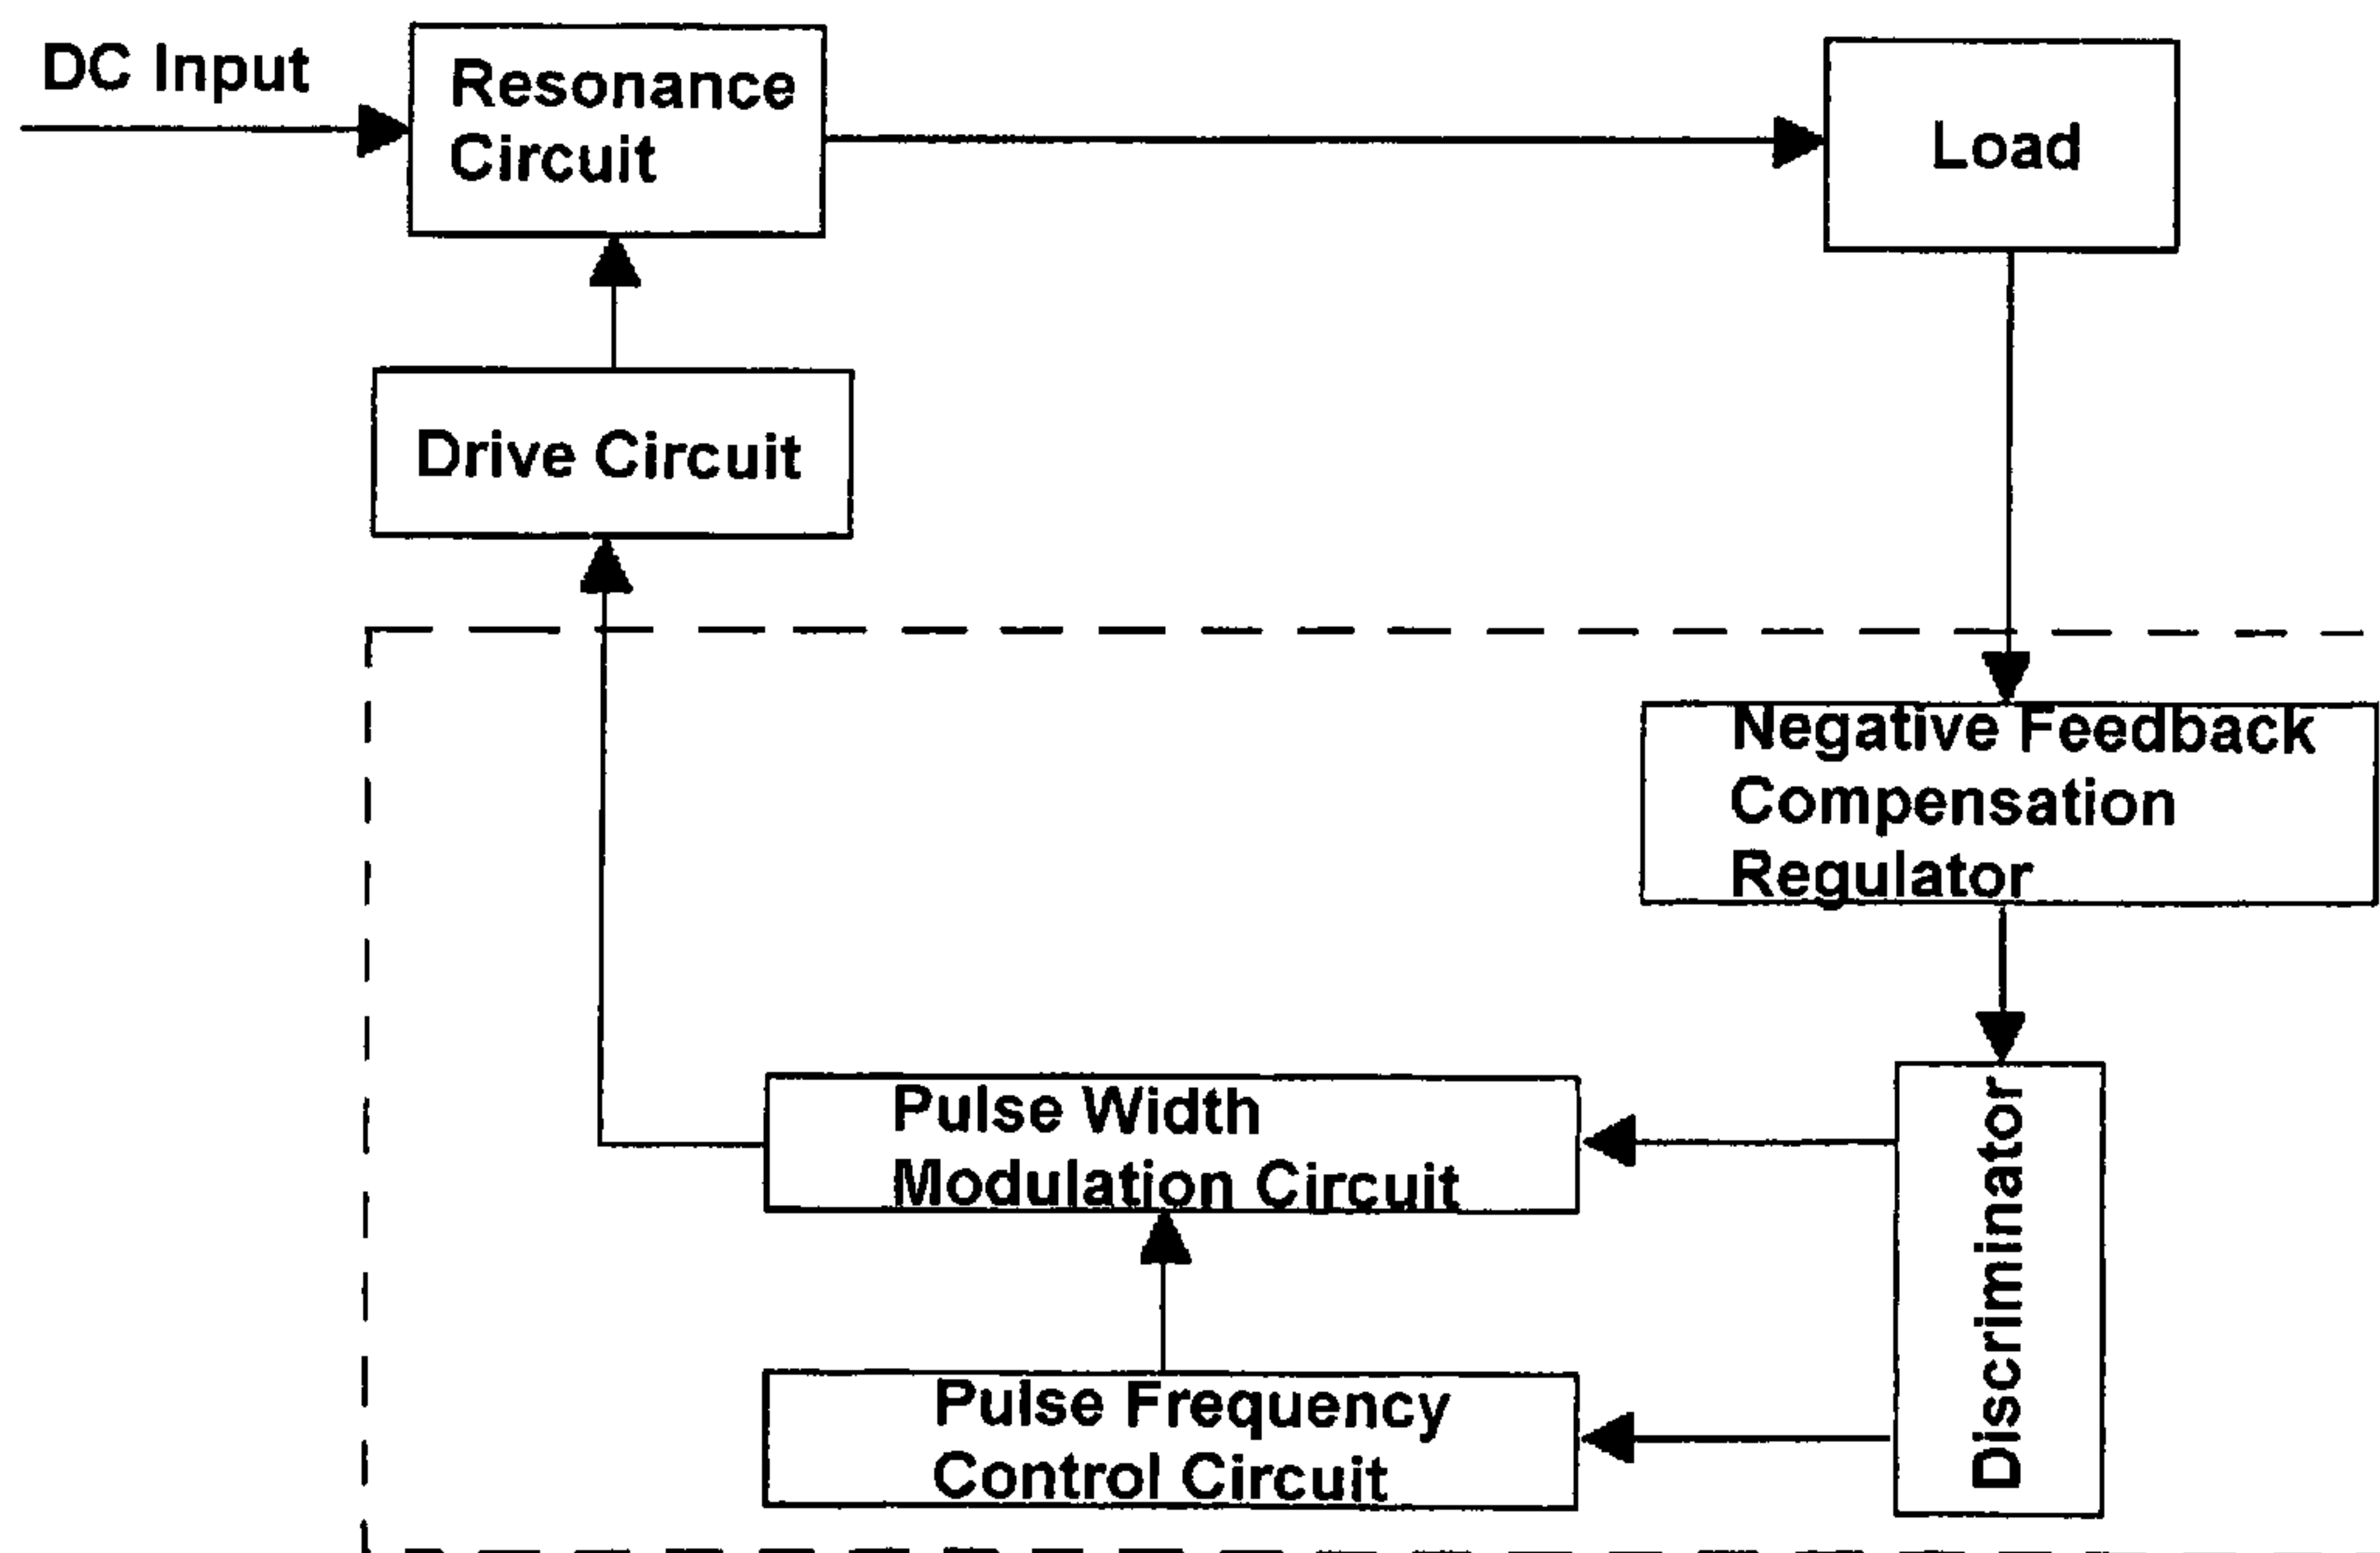 DC Input
Resonance
Circuit
Load
Drive Circuit
Negative Feedback
Compensation
Regulator
Pulse Width
Modulation Circuit
Discriminator
Pulse Frequency
Control Circuit